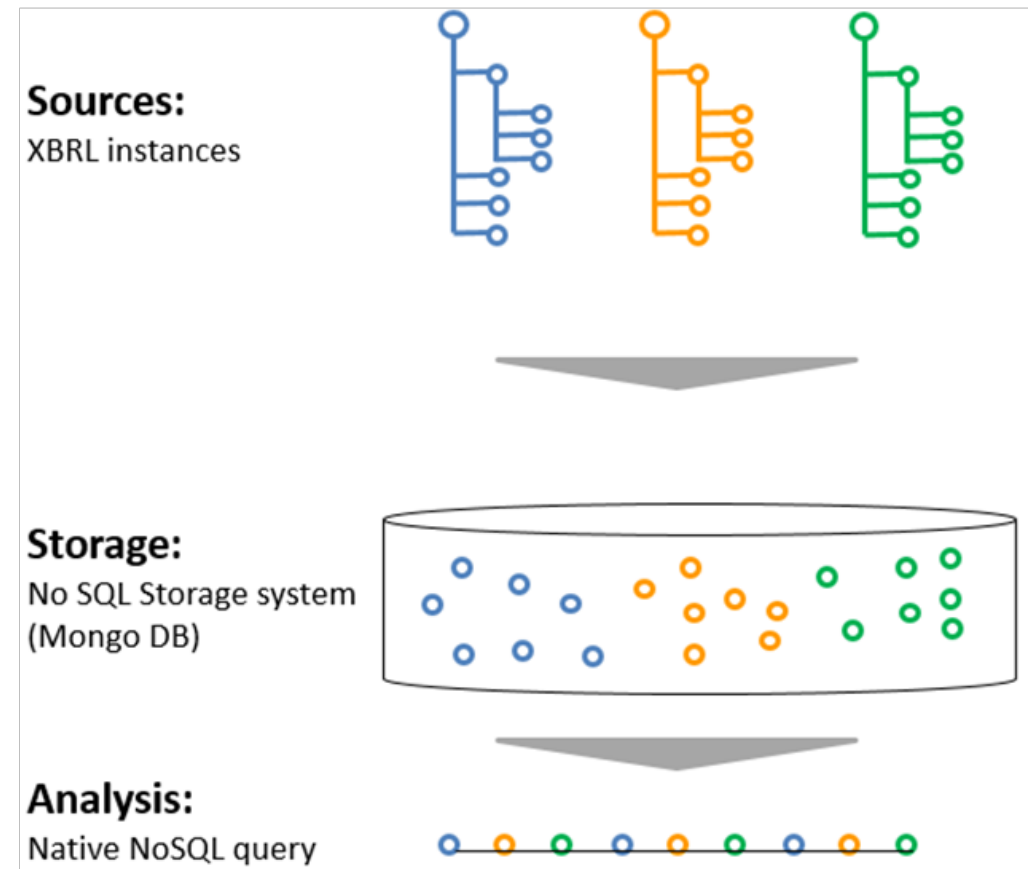 Sources:
XBRL instances
Storage:
No SQL Storage system
(Mongo DB)
Analysis:
Native NoSQL query